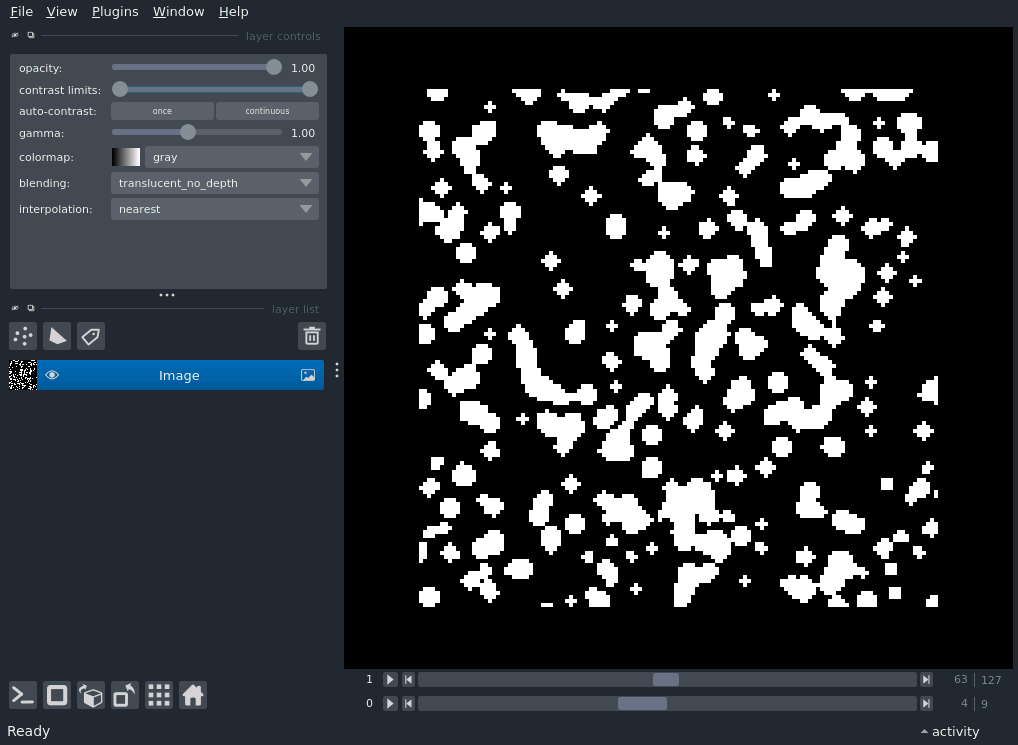 File View Plugins Window Help
layer controls
opacity: 1.00
contrast limits:
auto-contrast: once continuous
gamma: 1.00
colormap: gray
blending: translucent_no_depth
interpolation: nearest
layer list
Image
1 63 127
0 4 9
Ready activity